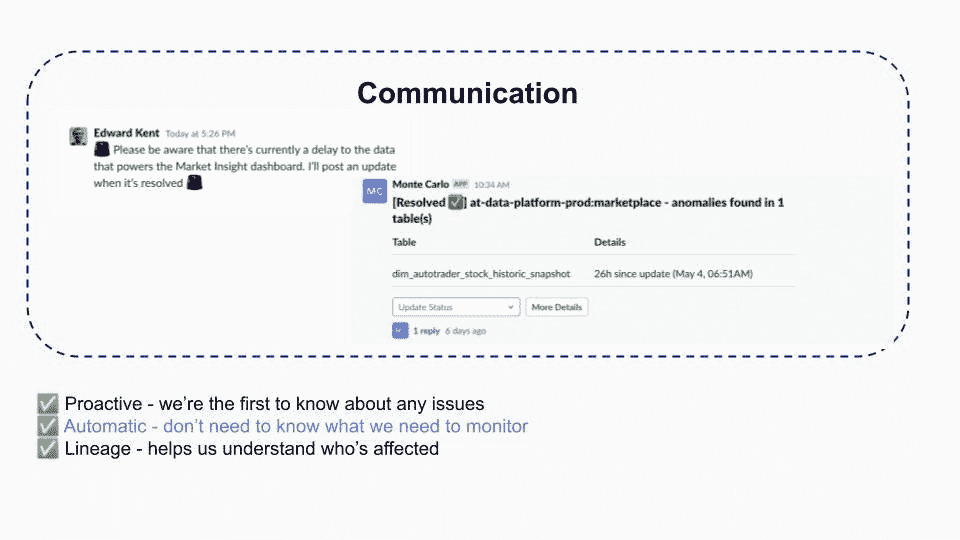 Communication
Edward Kent Today at 5:26 PM
Please be aware that there's currently a delay to the data
that powers the Market Insight dashboard. I'll post an update
when it's resolved
MC
Monte Carlo APP 10:34 AM
[Resolved ✅] at-data-platform-prod:marketplace - anomalies found in 1
table(s)
Table Details
dim_autotrader_stock_historic_snapshot 26h since update (May 4, 06:51AM)
Update Status More Details
1 reply 6 days ago
✅ Proactive - we're the first to know about any issues
✅ Automatic - don't need to know what we need to monitor
✅ Lineage - helps us understand who's affected